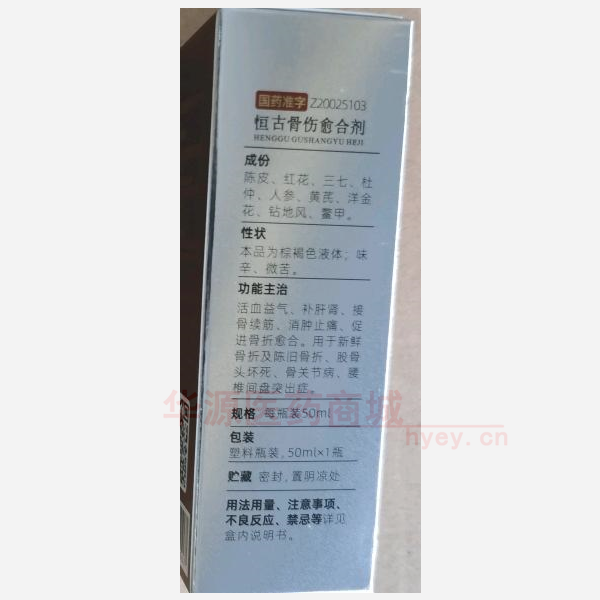 国药准字 Z20025103
恒古骨伤愈合剂
HENGGU GUSHANGYU HEJI
成份
陈皮、红花、三七、杜
仲、人参、黄芪、洋金
花、钻地风、鳖甲。
性状
本品为棕褐色液体；味
辛、微苦。
功能主治
活血益气、补肝肾、接
骨续筋、消肿止痛、促
进骨折愈合。用于新鲜
骨折及陈旧骨折、股骨
头坏死、骨关节病、腰
椎间盘突出症。
华源医药商城
hyey.cn
规格 每瓶装50ml
包装
塑料瓶装，50ml×1瓶
贮藏 密封，置阴凉处
用法用量、注意事项、
不良反应、禁忌等详见
盒内说明书。